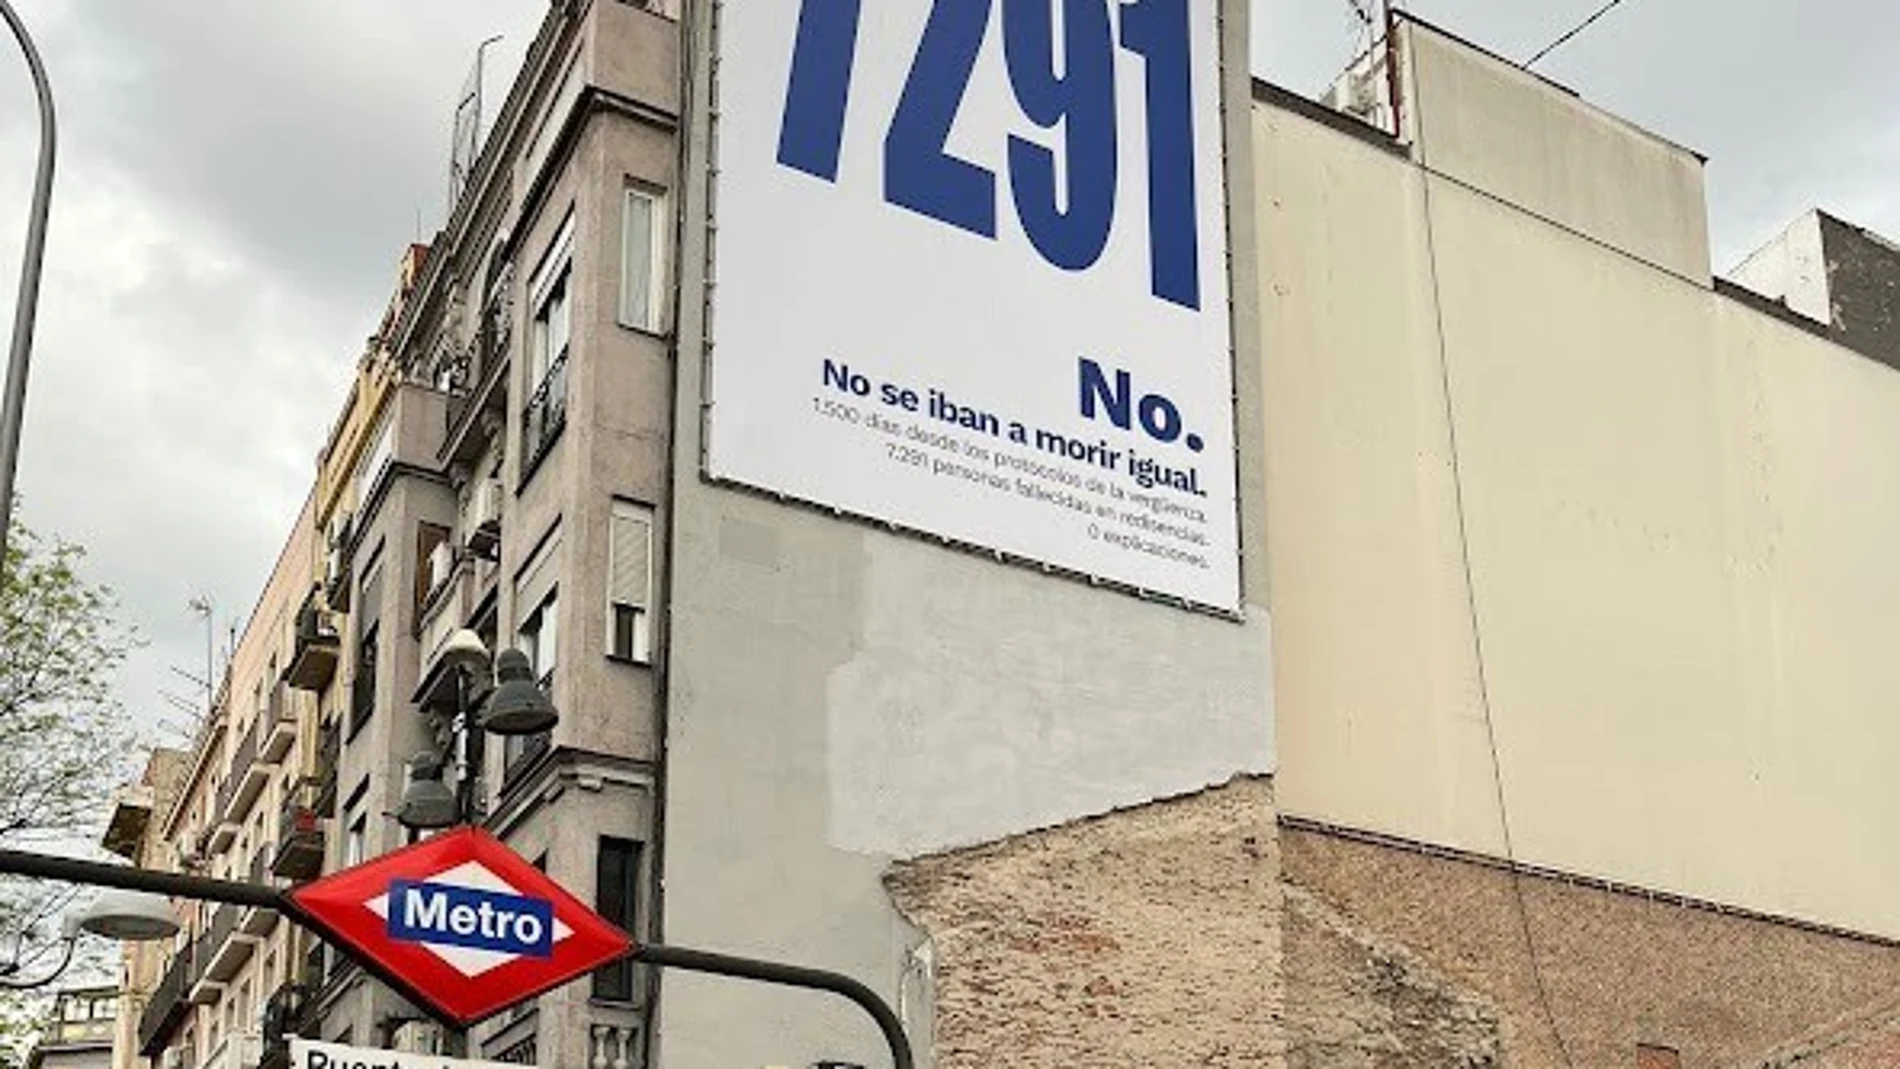 7291
No.
No se iban a morir igual.
1.500 días desde los protocolos de la vergüenza.
7.291 personas fallecidas en redisencias.
0 explicaciones.
Metro